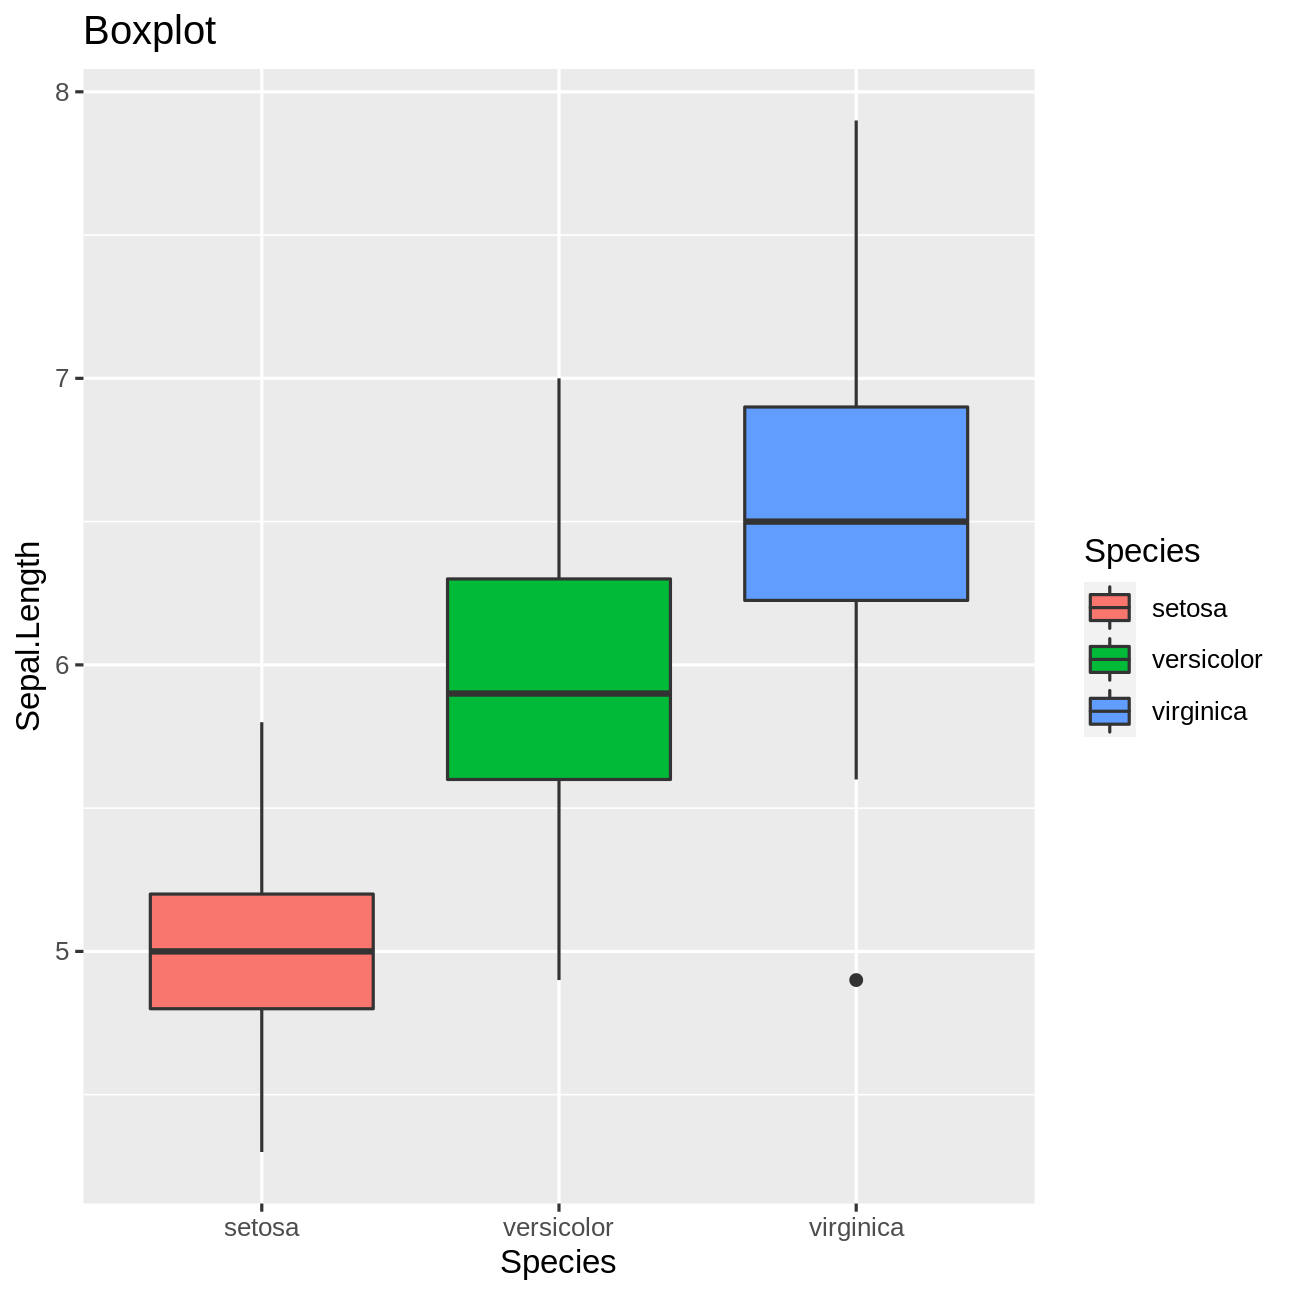 Boxplot
8
7
6
5
Sepal.Length
setosa
versicolor
virginica
Species
Species
setosa
versicolor
virginica